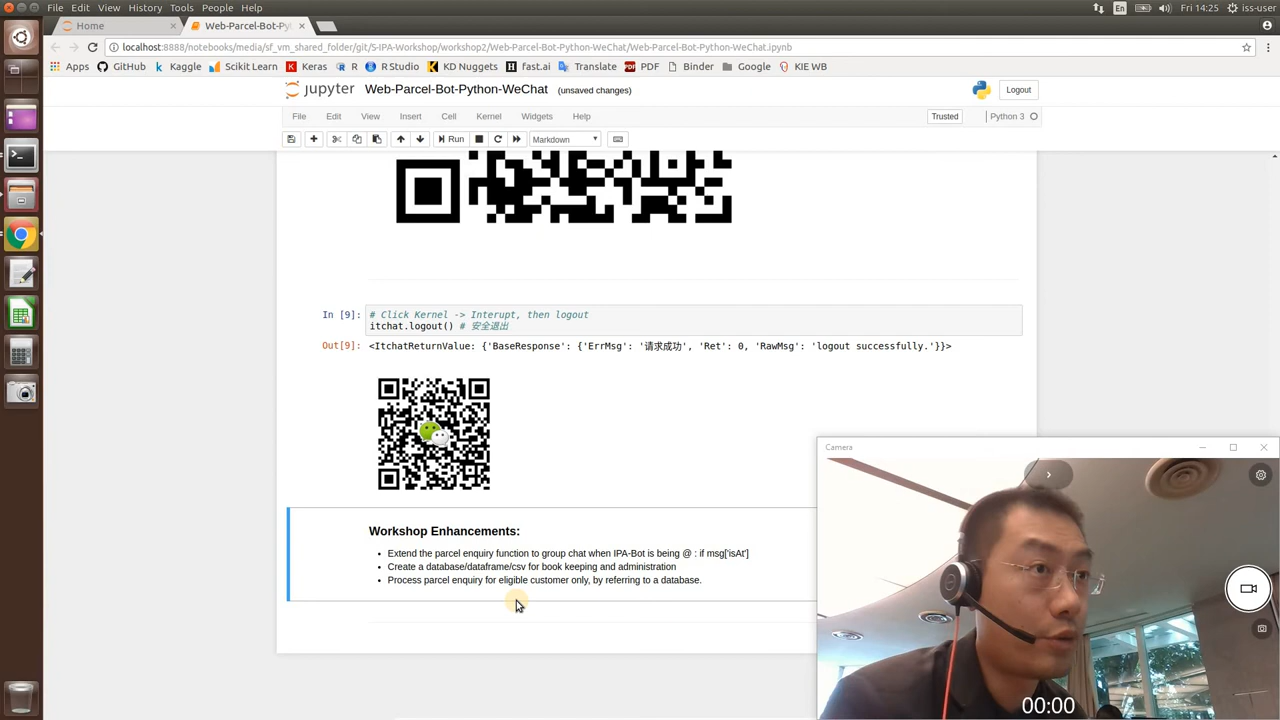 File Edit View History Tools People Help
En Fri 14:25 iss-user
Home Web-Parcel-Bot-Pytho
localhost:8888/notebooks/media/sf_vm_shared_folder/git/S-IPA-Workshop/workshop2/Web-Parcel-Bot-Python-WeChat/Web-Parcel-Bot-Python-WeChat.ipynb
Apps GitHub Kaggle Scikit Learn Keras R R Studio KD Nuggets fast.ai Translate PDF Binder Google KIE WB
jupyter Web-Parcel-Bot-Python-WeChat (unsaved changes) Logout
File Edit View Insert Cell Kernel Widgets Help Trusted Python 3
Run Markdown
In [9]: # Click Kernel -> Interupt, then logout
itchat.logout() # 安全退出
Out[9]: <ItchatReturnValue: {'BaseResponse': {'ErrMsg': '请求成功', 'Ret': 0, 'RawMsg': 'logout successfully.'}}>
Camera
Workshop Enhancements:
• Extend the parcel enquiry function to group chat when IPA-Bot is being @ : if msg['isAt']
• Create a database/dataframe/csv for book keeping and administration
• Process parcel enquiry for eligible customer only, by referring to a database.
00:00